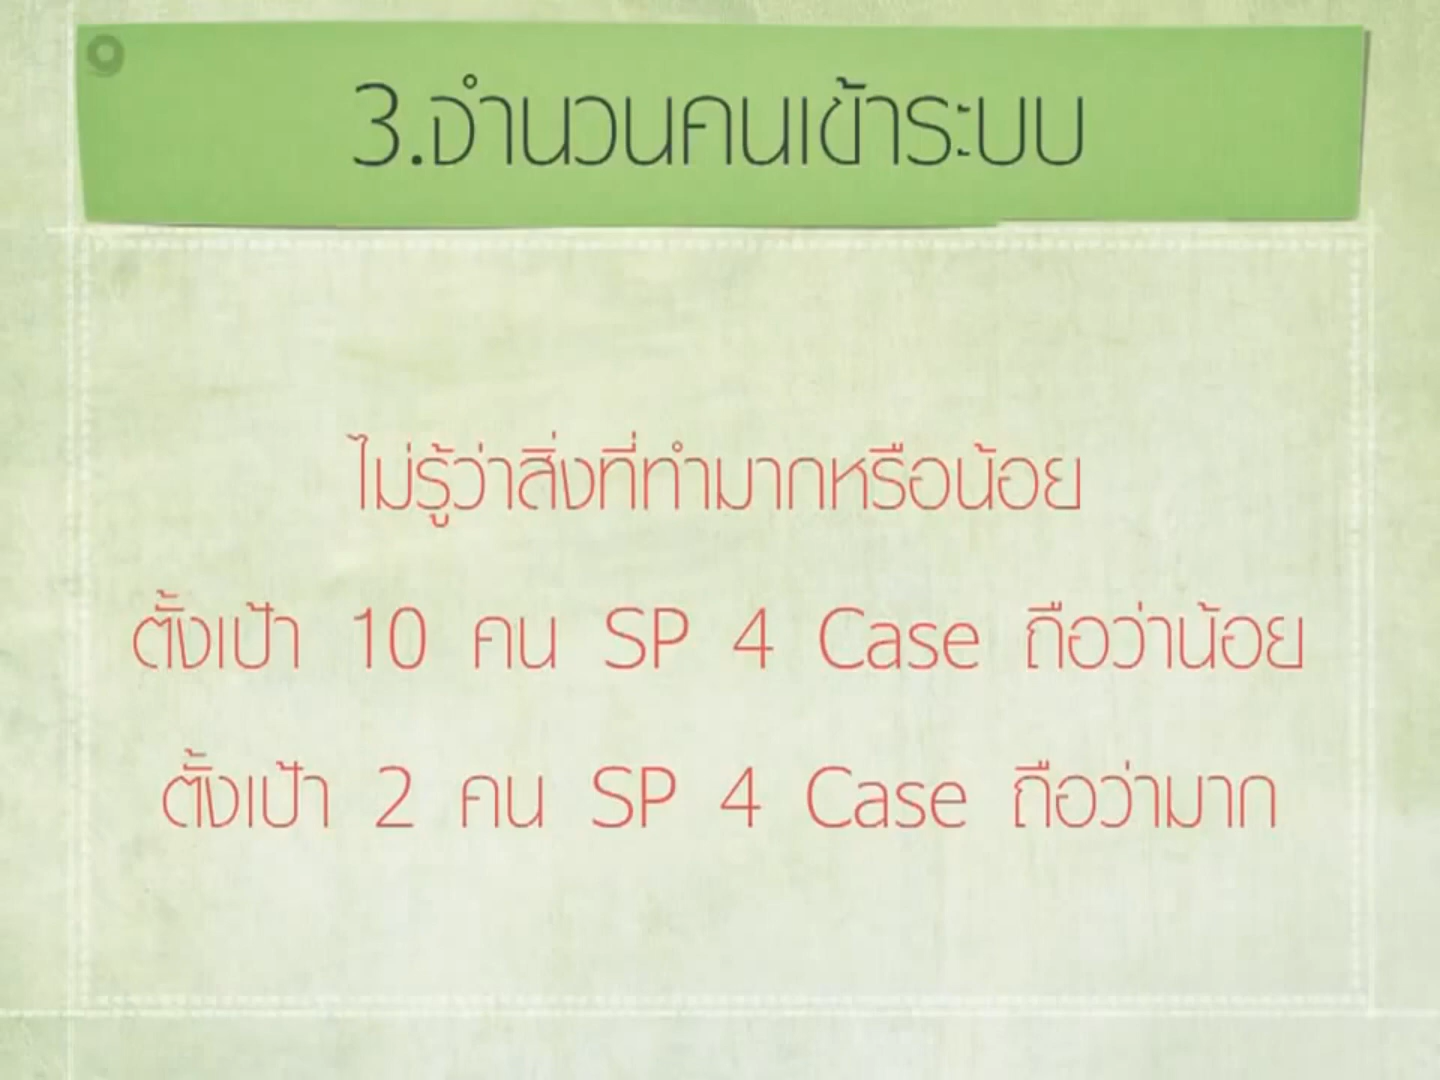 3.จำนวนคนเข้าระบบ
ไม่รู้ว่าสิ่งที่ทำมากหรือน้อย
ตั้งเป้า 10 คน SP 4 Case ถือว่าน้อย
ตั้งเป้า 2 คน SP 4 Case ถือว่ามาก